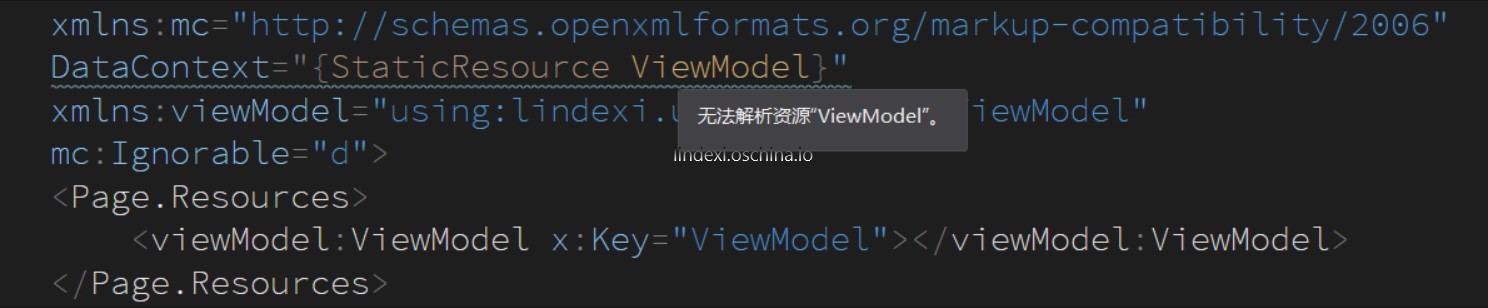 xmlns:mc="http://schemas.openxmlformats.org/markup-compatibility/2006"
DataContext="{StaticResource ViewModel}"
xmlns:viewModel="using:lindexi. iewModel"
无法解析资源“ViewModel”。
mc:Ignorable="d">
lindexi.oschina.io
<Page.Resources>
<viewModel:ViewModel x:Key="ViewModel"></viewModel:ViewModel>
</Page.Resources>